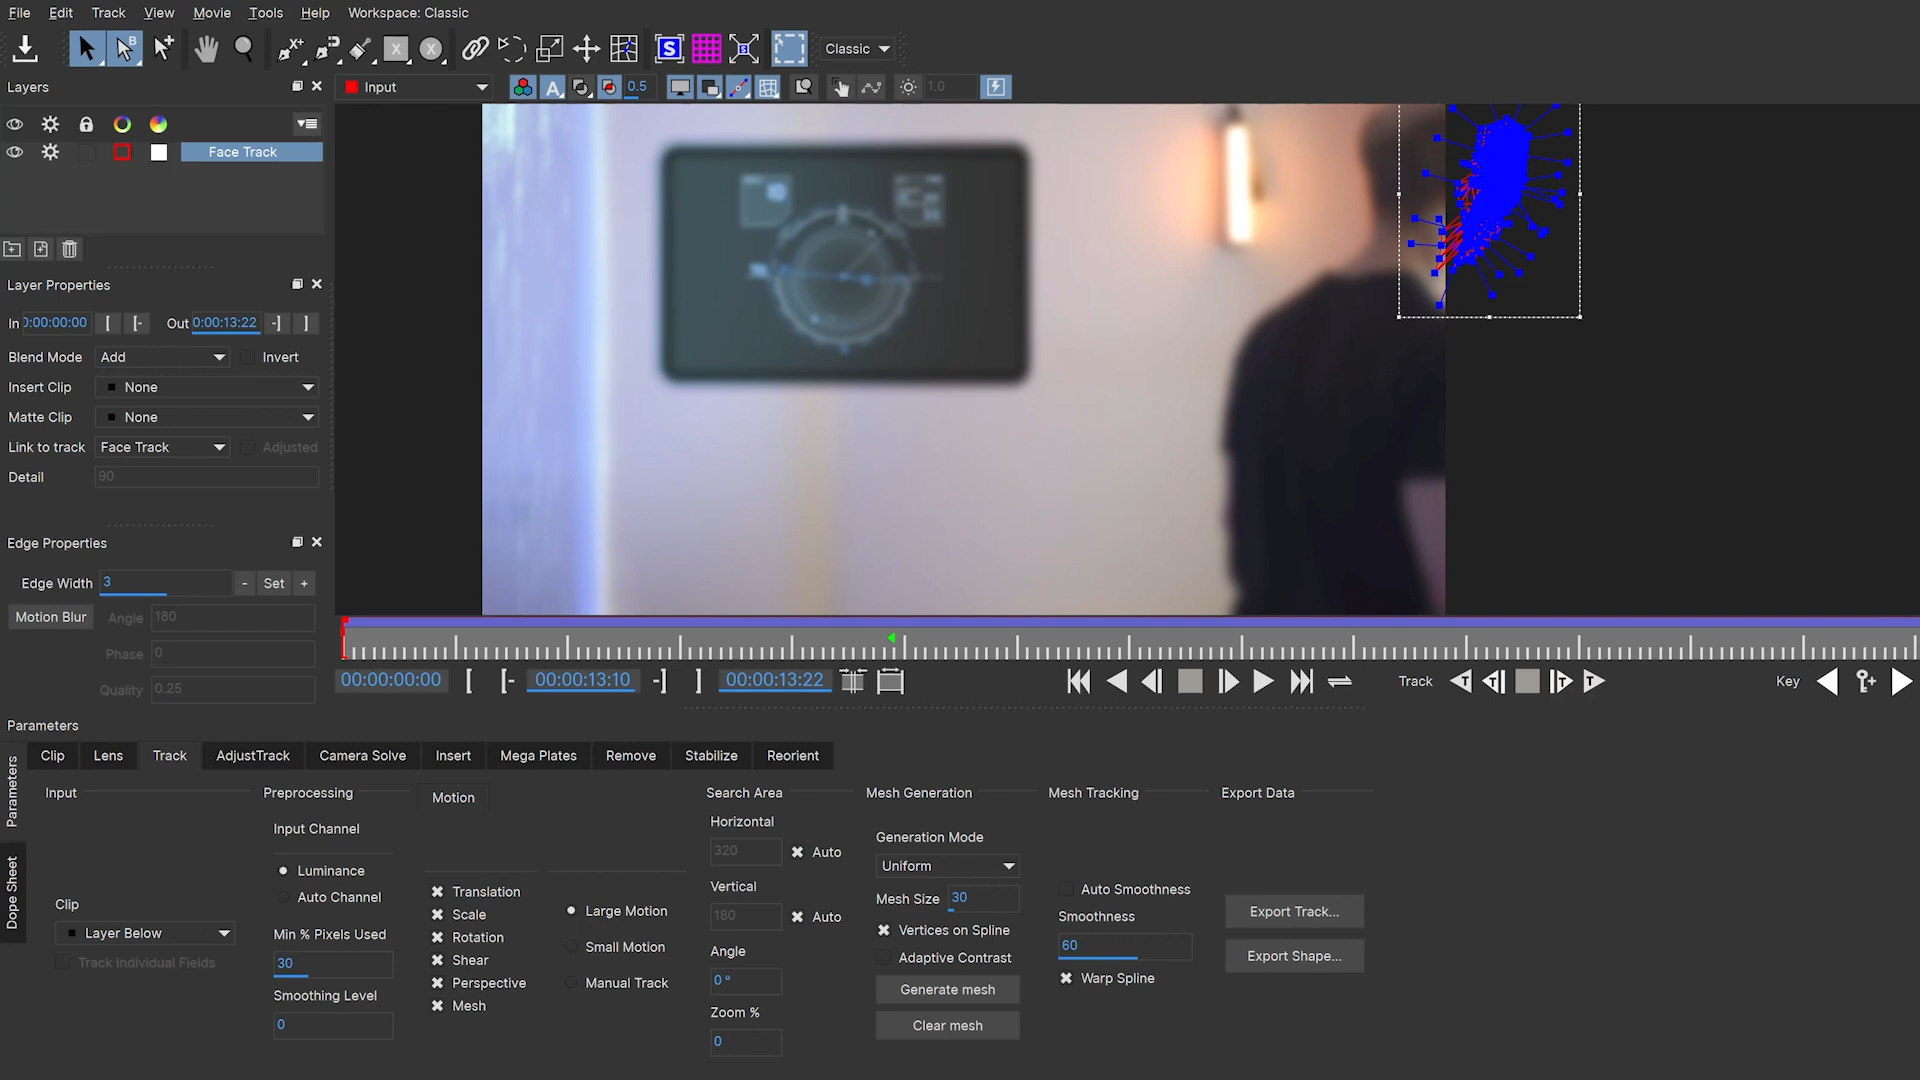 File Edit Track View Movie Tools Help Workspace: Classic
B
X X S S Classic
Layers
Input
A 0.5 1.0
Face Track
Layer Properties
In 0:00:00:00 [ [- Out 0:00:13:22 -] ]
Blend Mode Add Invert
Insert Clip None
Matte Clip None
Link to track Face Track Adjusted
Detail 90
Edge Properties
Edge Width 3 - Set +
Motion Blur Angle 180
Phase 0
Quality 0.25
00:00:00:00 [ [- 00:00:13:10 -] ] 00:00:13:22 Track T T T T Key
Parameters
Parameters
Dope Sheet
Clip Lens Track AdjustTrack Camera Solve Insert Mega Plates Remove Stabilize Reorient
Input
Clip
Layer Below
Track Individual Fields
Preprocessing
Input Channel
Luminance
Auto Channel
Min % Pixels Used
30
Smoothing Level
0
Motion
Translation
Scale
Rotation
Shear
Perspective
Mesh
Large Motion
Small Motion
Manual Track
Search Area
Horizontal
320 Auto
Vertical
180 Auto
Angle
0 °
Zoom %
0
Mesh Generation
Generation Mode
Uniform
Mesh Size 30
Vertices on Spline
Adaptive Contrast
Generate mesh
Clear mesh
Mesh Tracking
Auto Smoothness
Smoothness
60
Warp Spline
Export Data
Export Track...
Export Shape...